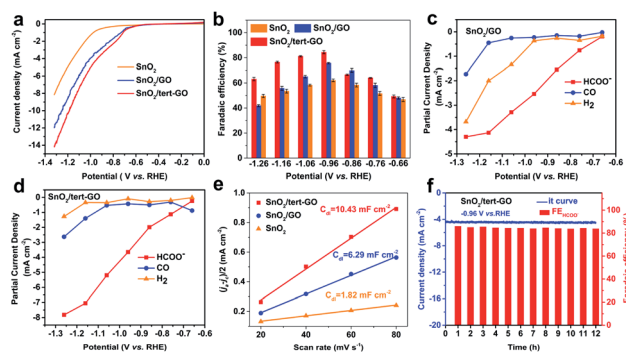 a
Current density (mA cm⁻²)
0
-2
-4
-6
-8
-10
-12
-14
-1.4 -1.2 -1.0 -0.8 -0.6 -0.4 -0.2 0.0
Potential ( V vs. RHE)
SnO₂
SnO₂/GO
SnO₂/tert-GO
b
Faradaic efficiency (%)
100
80
60
40
20
0
-1.26 -1.16 -1.06 -0.96 -0.86 -0.76 -0.66
Potential (V vs. RHE)
SnO₂ SnO₂/GO
SnO₂/tert-GO
c
Partial Current Density (mA cm⁻²)
0
-1
-2
-3
-4
-5
-1.3 -1.2 -1.1 -1.0 -0.9 -0.8 -0.7 -0.6
Potential (V vs. RHE)
SnO₂/GO
HCOO⁻
CO
H₂
d
Partial Current Density (mA cm⁻²)
0
-1
-2
-3
-4
-5
-6
-7
-8
-1.3 -1.2 -1.1 -1.0 -0.9 -0.8 -0.7 -0.6
Potential (V vs. RHE)
SnO₂/tert-GO
HCOO⁻
CO
H₂
e
1.0
0.8
0.6
0.4
0.2
0.0
20 40 60 80
Scan rate (mV s⁻¹)
SnO₂/tert-GO
SnO₂/GO
SnO₂
C_dl=10.43 mF cm⁻²
C_dl=6.29 mF cm⁻²
C_dl=1.82 mF cm⁻²
f
Current density (mA cm⁻²)
0
-4
-8
-12
-16
-20
0 1 2 3 4 5 6 7 8 9 10 11 12
Time (h)
SnO₂/tert-GO
-0.96 V vs.RHE
it curve
FE_HCOO⁻
Faradaic efficiency (%)
100
80
60
40
20
0